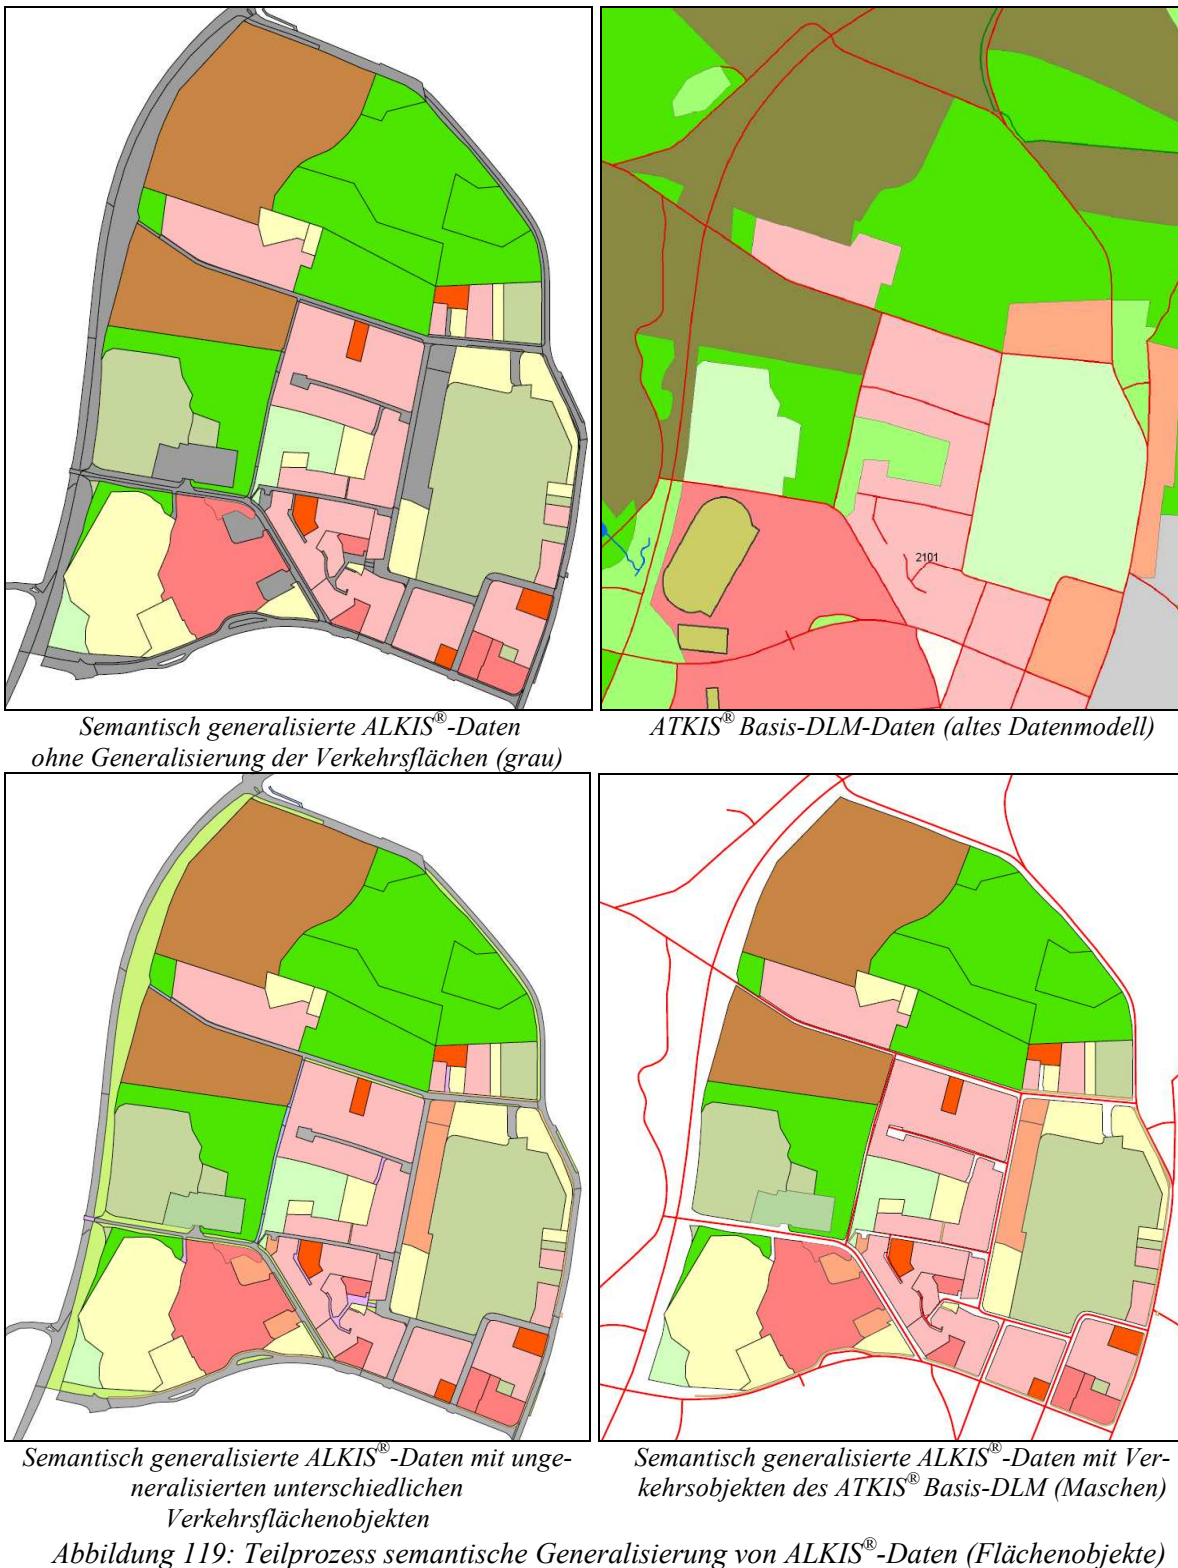 2101
Semantisch generalisierte ALKIS®-Daten
ohne Generalisierung der Verkehrsflächen (grau)
ATKIS® Basis-DLM-Daten (altes Datenmodell)
Semantisch generalisierte ALKIS®-Daten mit unge-
neralisierten unterschiedlichen
Verkehrsflächenobjekten
Semantisch generalisierte ALKIS®-Daten mit Ver-
kehrsobjekten des ATKIS® Basis-DLM (Maschen)
Abbildung 119: Teilprozess semantische Generalisierung von ALKIS®-Daten (Flächenobjekte)